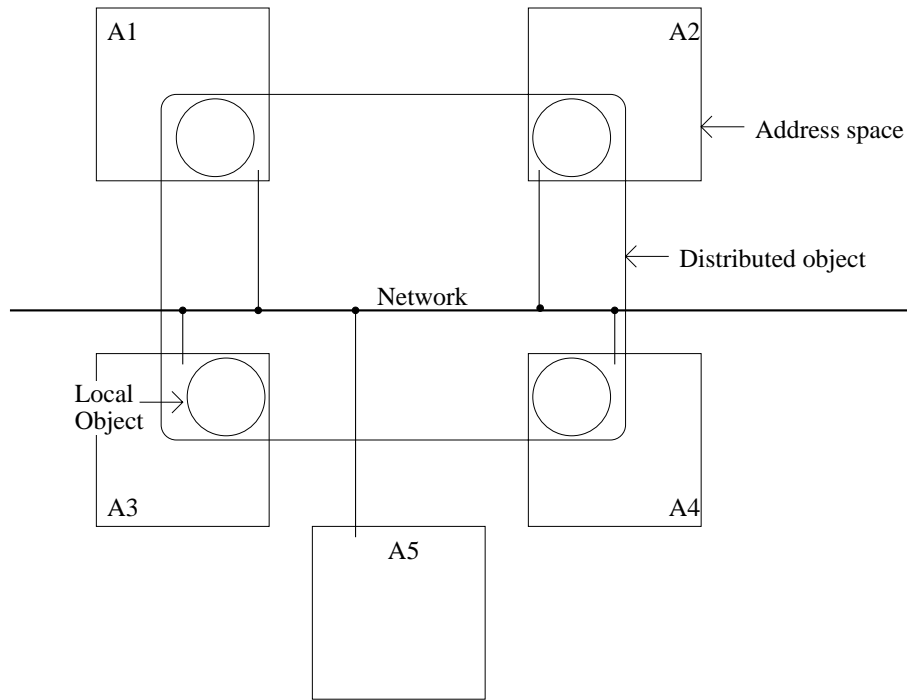 A1
A2
Address space
Distributed object
Network
Local
Object
A3
A4
A5